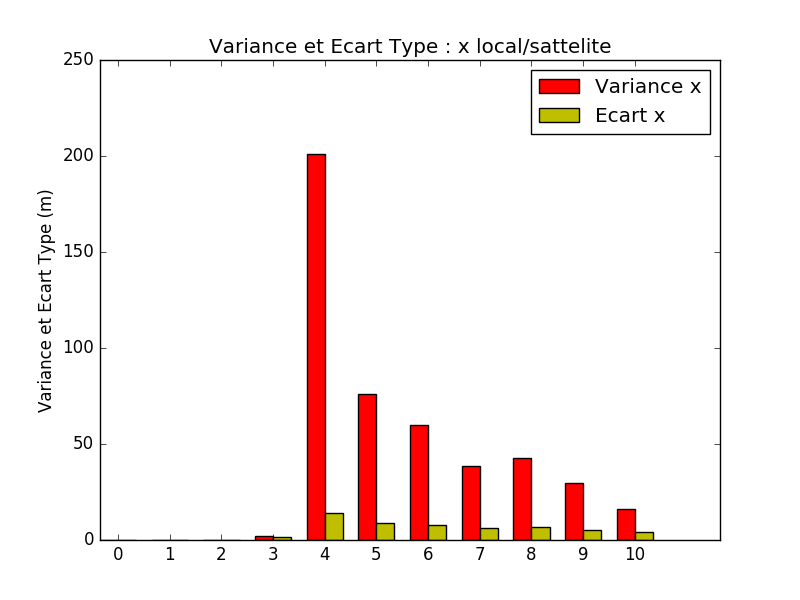 Variance et Ecart Type : x local/sattelite
Variance x
Ecart x
Variance et Ecart Type (m)
250
200
150
100
50
0
0 1 2 3 4 5 6 7 8 9 10